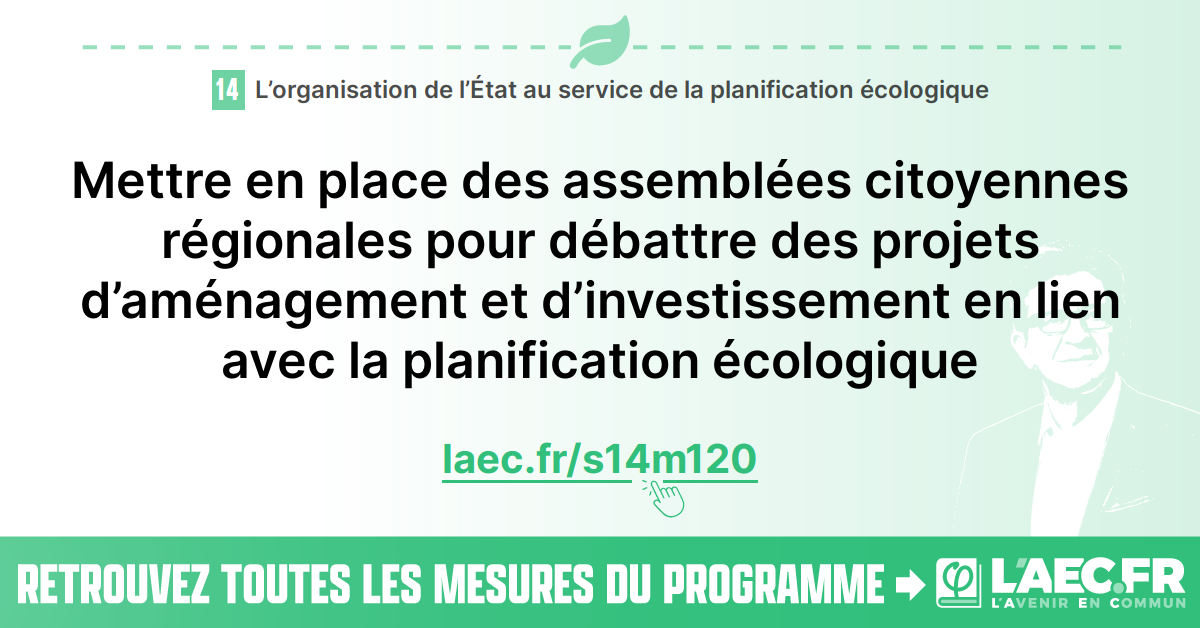 14 L’organisation de l’État au service de la planification écologique
Mettre en place des assemblées citoyennes
régionales pour débattre des projets
d’aménagement et d’investissement en lien
avec la planification écologique
laec.fr/s14m120
RETROUVEZ TOUTES LES MESURES DU PROGRAMME
L'AEC.FR
L'AVENIR EN COMMUN